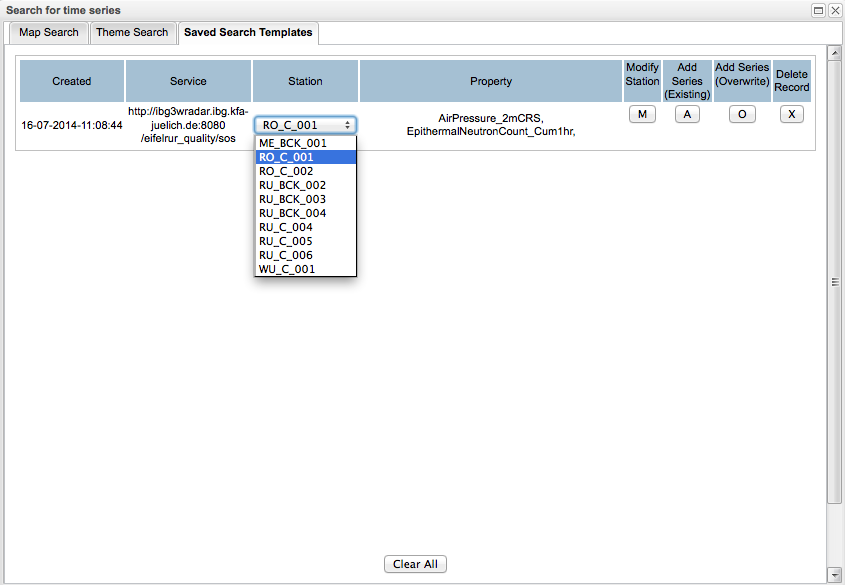 Search for time series
Map Search
Theme Search
Saved Search Templates
Created
Service
Station
Property
Modify
Station
Add
Series
(Existing)
Add Series
(Overwrite)
Delete
Record
16-07-2014-11:08:44
http://ibg3wradar.ibg.kfa-
juelich.de:8080
/eifelrur_quality/sos
RO_C_001
AirPressure_2mCRS,
EpithermalNeutronCount_Cum1hr,
M
A
O
X
ME_BCK_001
RO_C_001
RO_C_002
RU_BCK_002
RU_BCK_003
RU_BCK_004
RU_C_004
RU_C_005
RU_C_006
WU_C_001
Clear All